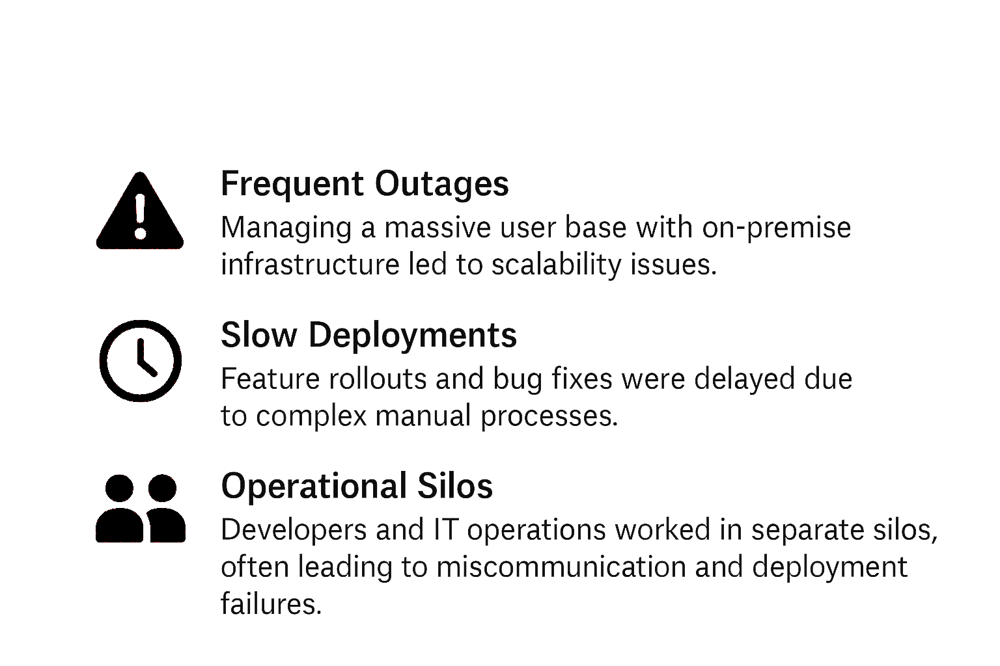 Frequent Outages
Managing a massive user base with on-premise
infrastructure led to scalability issues.
Slow Deployments
Feature rollouts and bug fixes were delayed due
to complex manual processes.
Operational Silos
Developers and IT operations worked in separate silos,
often leading to miscommunication and deployment
failures.